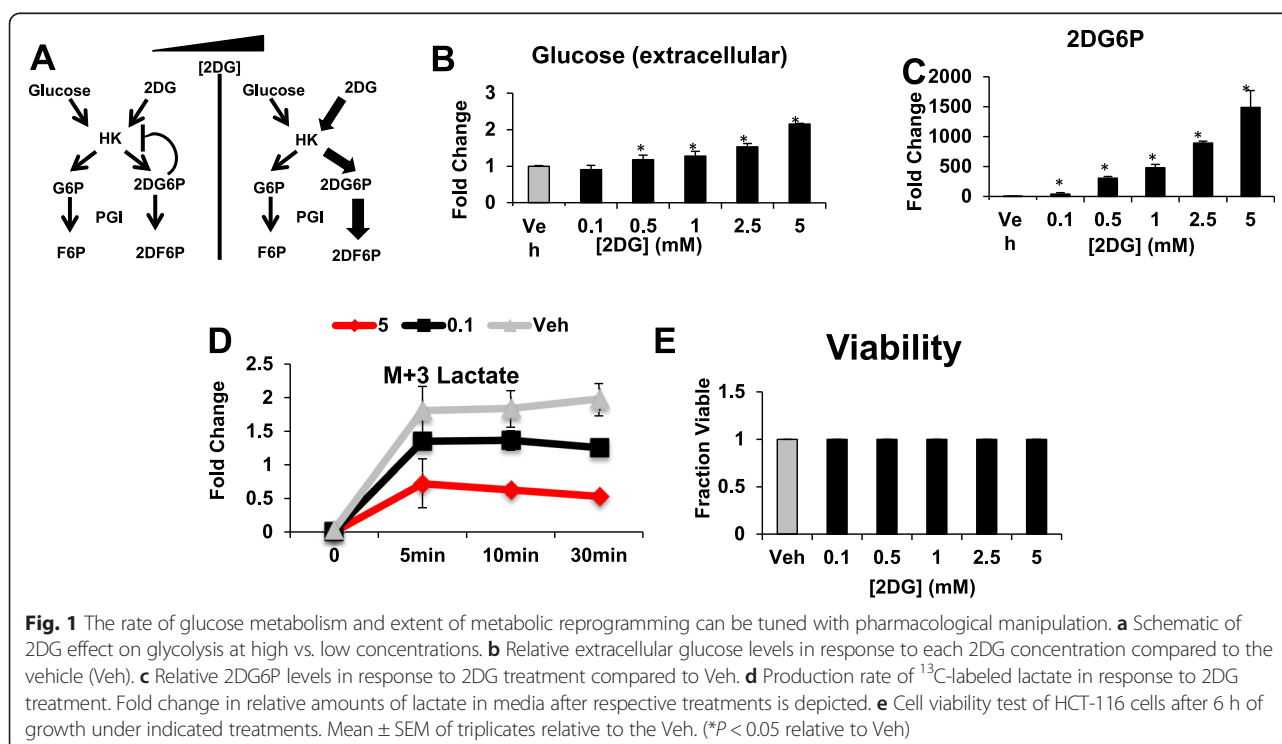 A
[2DG]
Glucose 2DG Glucose 2DG
HK HK
G6P 2DG6P G6P 2DG6P
PGI PGI
F6P 2DF6P F6P 2DF6P
B
Glucose (extracellular)
Fold Change
3
2
1
0
* * * *
Ve
h
0.1 0.5 1 2.5 5
[2DG] (mM)
C
2DG6P
Fold Change
2000
1500
1000
500
0
* * * * *
Ve
h
0.1 0.5 1 2.5 5
[2DG] (mM)
D
5 0.1 Veh
M+3 Lactate
Fold Change
2.5
2
1.5
1
0.5
0
0 5min 10min 30min
E
Viability
Fraction Viable
1.5
1
0.5
0
Veh 0.1 0.5 1 2.5 5
[2DG] (mM)
Fig. 1 The rate of glucose metabolism and extent of metabolic reprogramming can be tuned with pharmacological manipulation. a Schematic of
2DG effect on glycolysis at high vs. low concentrations. b Relative extracellular glucose levels in response to each 2DG concentration compared to the
vehicle (Veh). c Relative 2DG6P levels in response to 2DG treatment compared to Veh. d Production rate of ¹³C-labeled lactate in response to 2DG
treatment. Fold change in relative amounts of lactate in media after respective treatments is depicted. e Cell viability test of HCT-116 cells after 6 h of
growth under indicated treatments. Mean ± SEM of triplicates relative to the Veh. (*P < 0.05 relative to Veh)